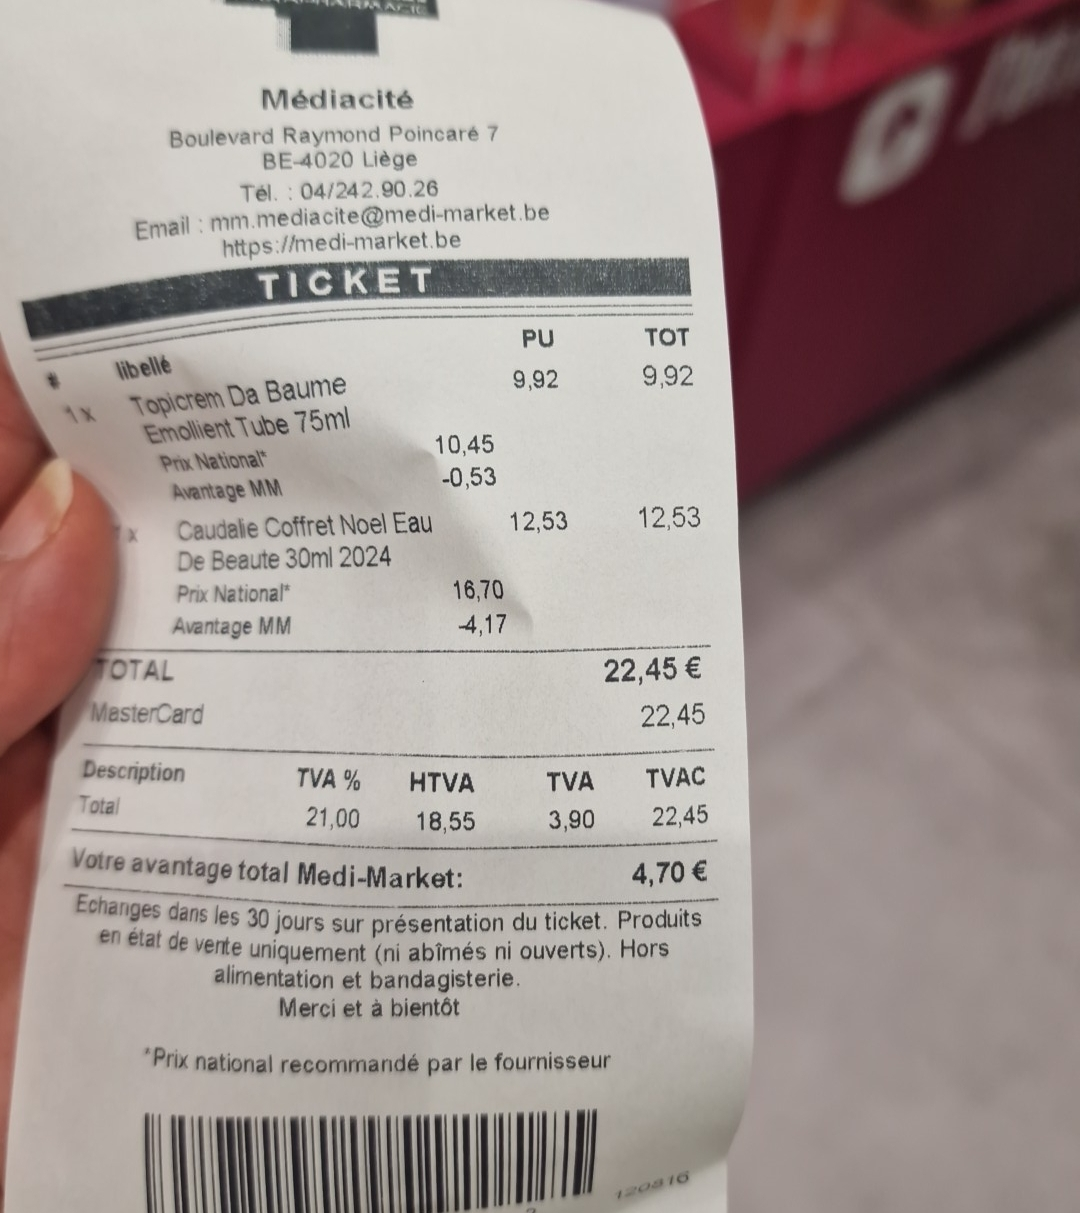 Médiacité
Boulevard Raymond Poincaré 7
BE-4020 Liège
Tél. : 04/242.90.26
Email : mm.mediacite@medi-market.be
https://medi-market.be
TICKET
# libellé PU TOT
1 x Topicrem Da Baume 9,92 9,92
Emollient Tube 75ml
Prix National* 10,45
Avantage MM -0,53
1 x Caudalie Coffret Noel Eau 12,53 12,53
De Beaute 30ml 2024
Prix National* 16,70
Avantage MM -4,17
TOTAL 22,45 €
MasterCard 22,45
Description TVA % HTVA TVA TVAC
Total 21,00 18,55 3,90 22,45
Votre avantage total Medi-Market: 4,70 €
Echanges dans les 30 jours sur présentation du ticket. Produits
en état de vente uniquement (ni abîmés ni ouverts). Hors
alimentation et bandagisterie.
Merci et à bientôt
*Prix national recommandé par le fournisseur
120816